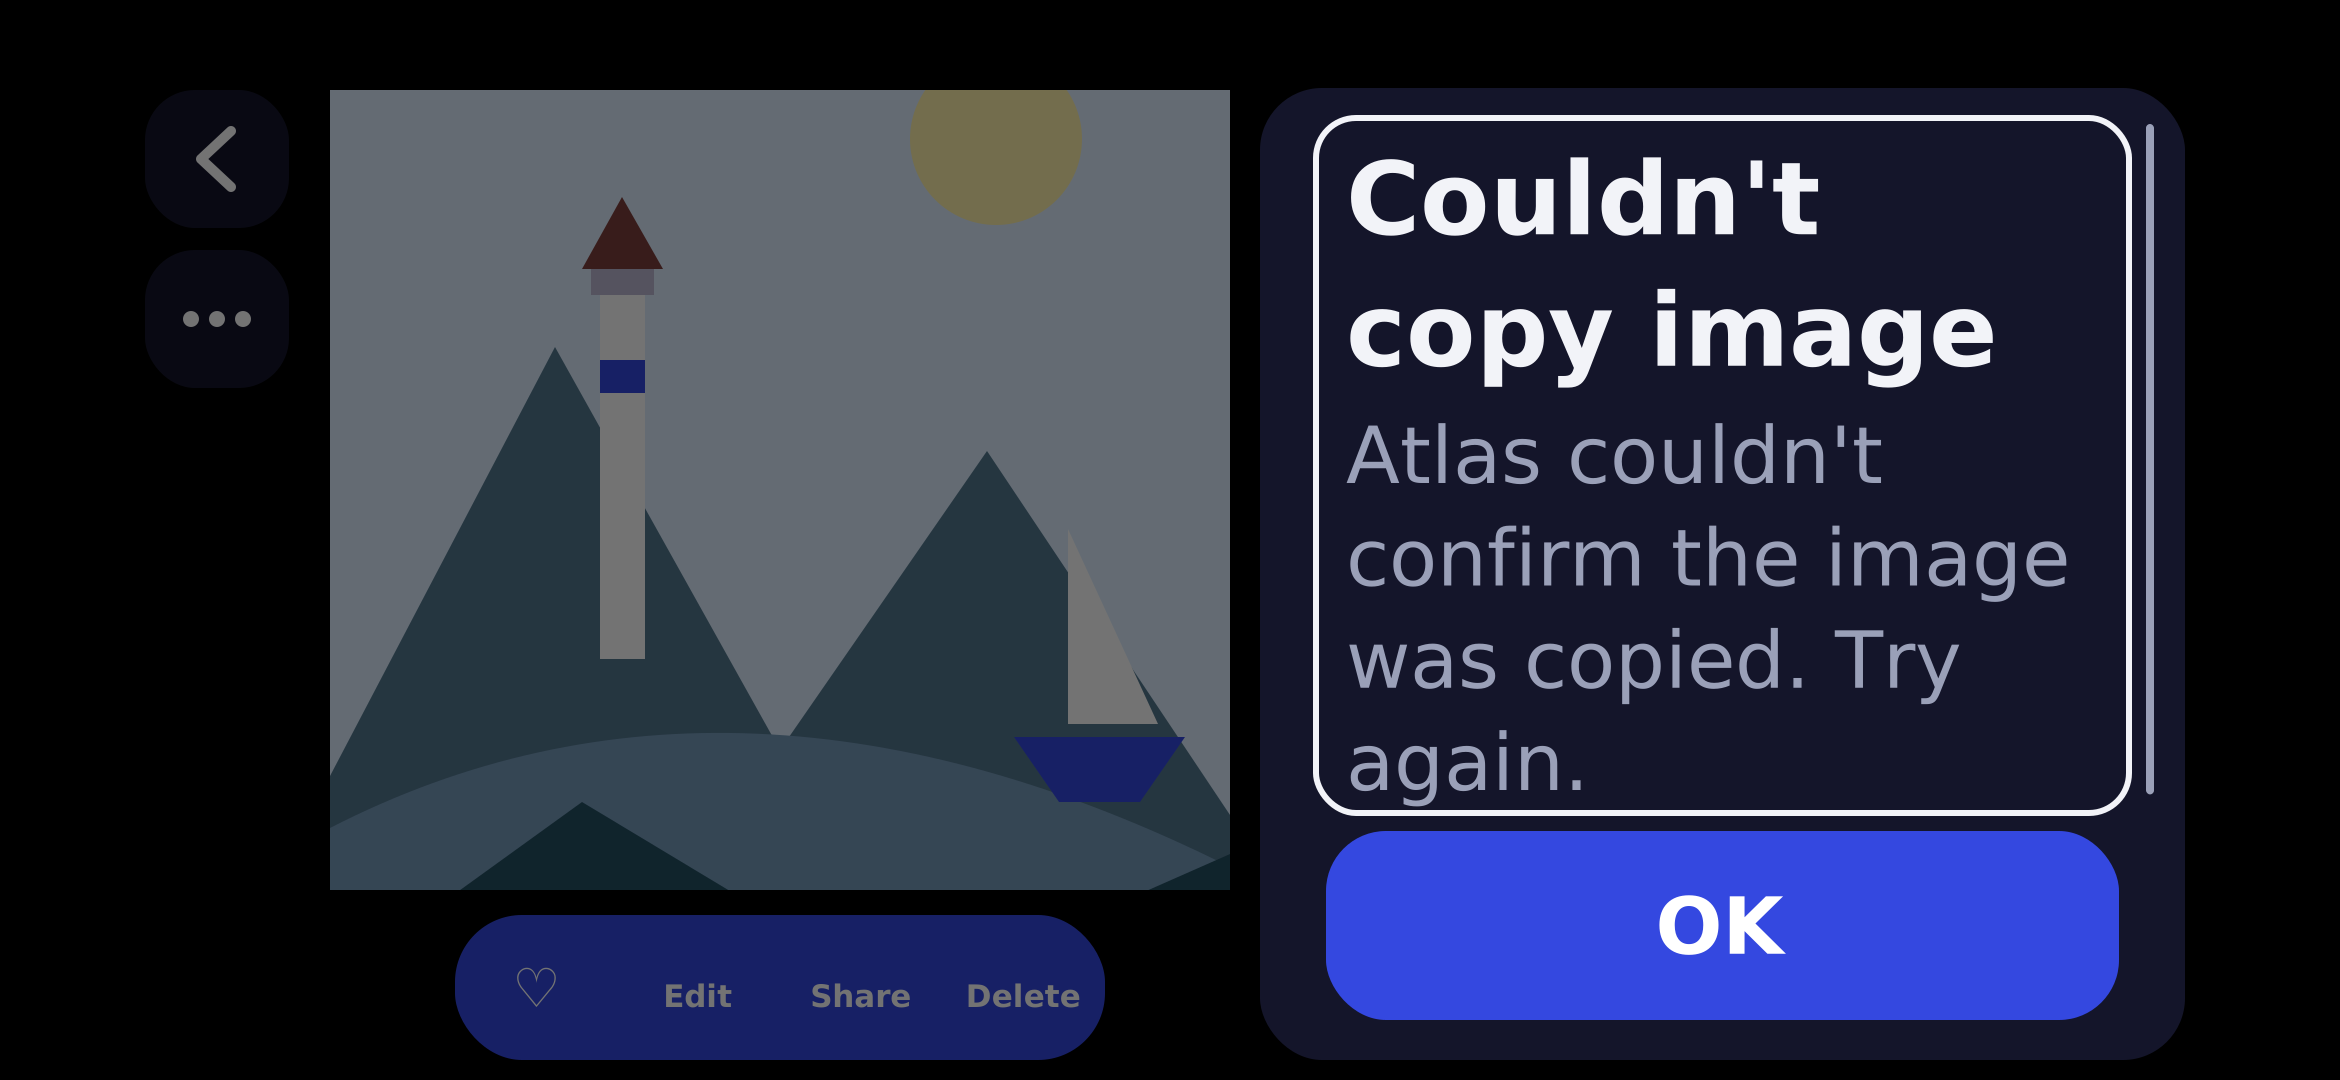 Couldn't
copy image
Atlas couldn't
confirm the image
was copied. Try
again.
OK
Edit Share Delete